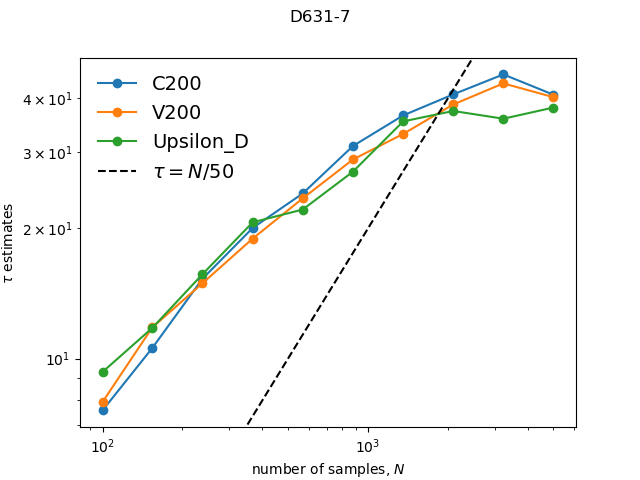 D631-7
C200
V200
Upsilon_D
τ = N/50
4 × 10¹
3 × 10¹
2 × 10¹
10¹
τ estimates
10²
10³
number of samples, N